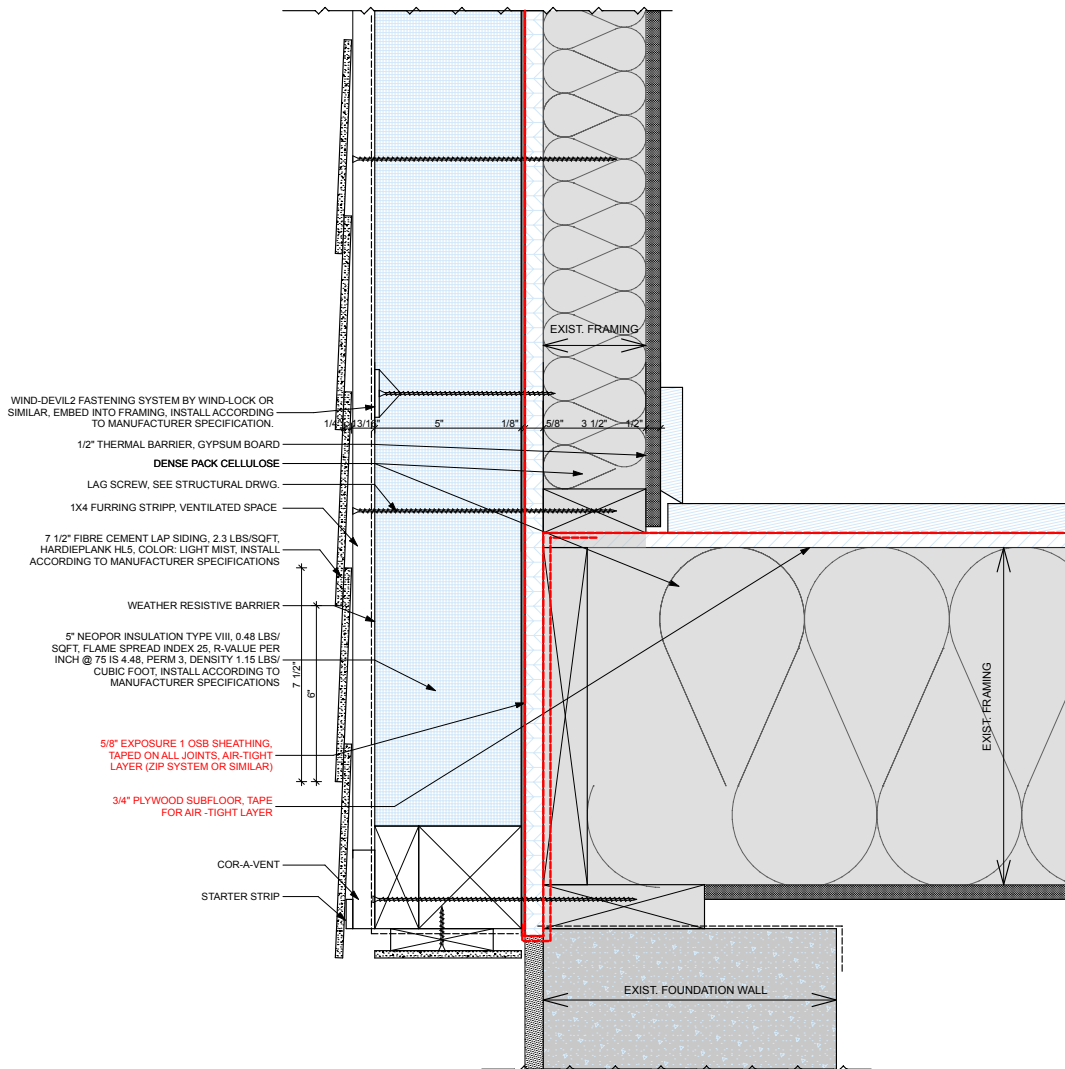 EXIST. FRAMING
WIND-DEVIL2 FASTENING SYSTEM BY WIND-LOCK OR
SIMILAR, EMBED INTO FRAMING, INSTALL ACCORDING
TO MANUFACTURER SPECIFICATION.
1/4" 13/16" 5" 1/8" 5/8" 3 1/2" 1/2"
1/2" THERMAL BARRIER, GYPSUM BOARD
DENSE PACK CELLULOSE
LAG SCREW, SEE STRUCTURAL DRWG.
1X4 FURRING STRIPP, VENTILATED SPACE
7 1/2" FIBRE CEMENT LAP SIDING, 2.3 LBS/SQFT,
HARDIEPLANK HL5, COLOR: LIGHT MIST, INSTALL
ACCORDING TO MANUFACTURER SPECIFICATIONS
WEATHER RESISTIVE BARRIER
5" NEOPOR INSULATION TYPE VIII, 0.48 LBS/
SQFT, FLAME SPREAD INDEX 25, R-VALUE PER
INCH @ 75 IS 4.48, PERM 3, DENSITY 1.15 LBS/
CUBIC FOOT, INSTALL ACCORDING TO
MANUFACTURER SPECIFICATIONS
7 1/2"
6"
EXIST. FRAMING
5/8" EXPOSURE 1 OSB SHEATHING,
TAPED ON ALL JOINTS, AIR-TIGHT
LAYER (ZIP SYSTEM OR SIMILAR)
3/4" PLYWOOD SUBFLOOR, TAPE
FOR AIR -TIGHT LAYER
COR-A-VENT
STARTER STRIP
EXIST. FOUNDATION WALL